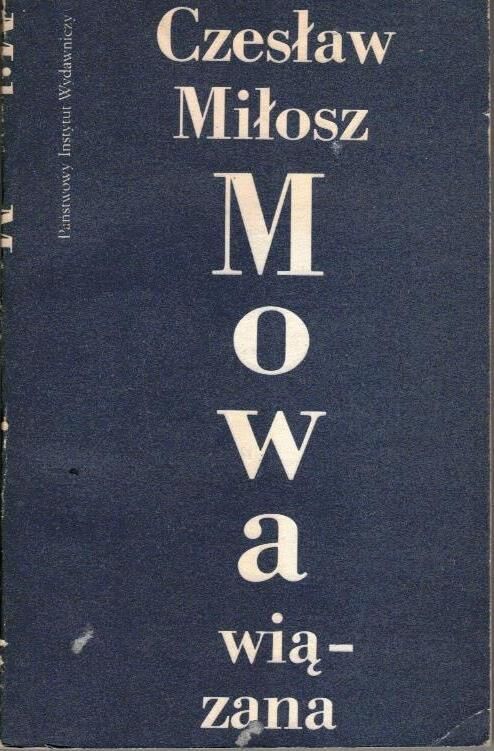 Czesław
Miłosz
M
o
w
a
wią-
zana
Państwowy Instytut Wydawniczy